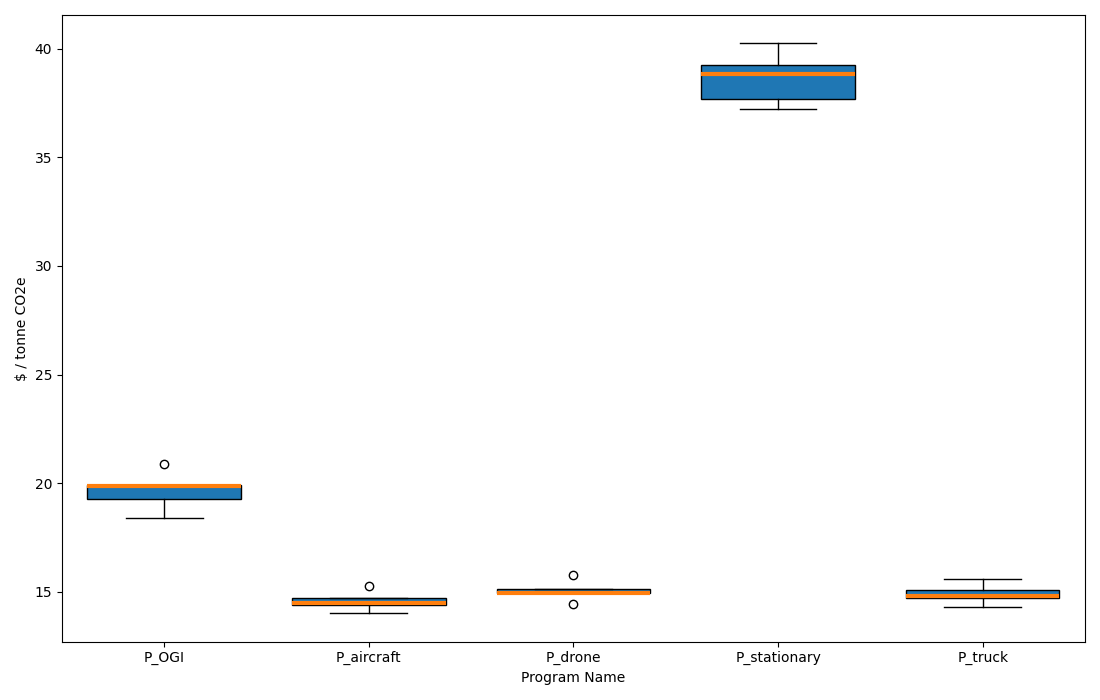 40
35
30
25
20
15
$ / tonne CO2e
P_OGI
P_aircraft
P_drone
P_stationary
P_truck
Program Name